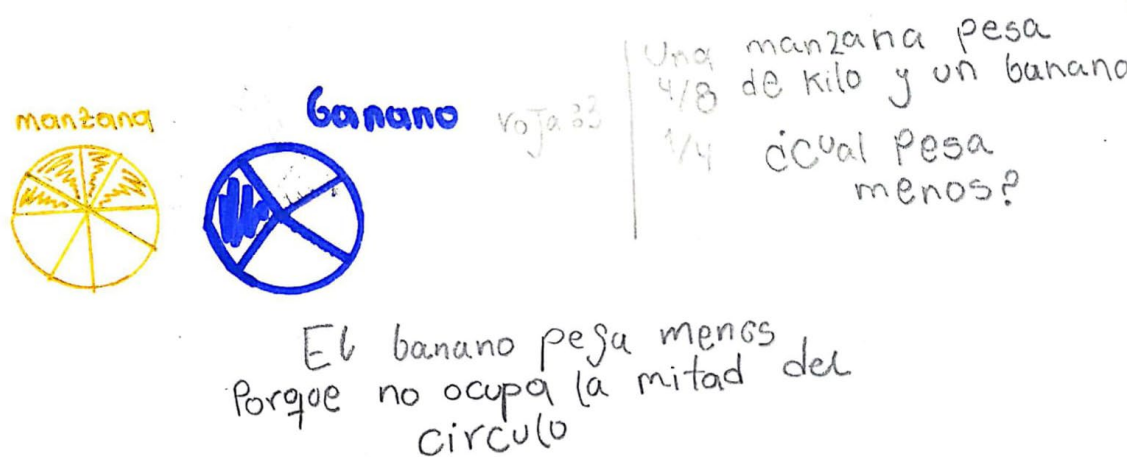 Una manzana pesa
4/8 de kilo y un banano
1/4 ¿cual pesa
menos?
manzana
banano
El banano pesa menos
Porque no ocupa la mitad del
circulo